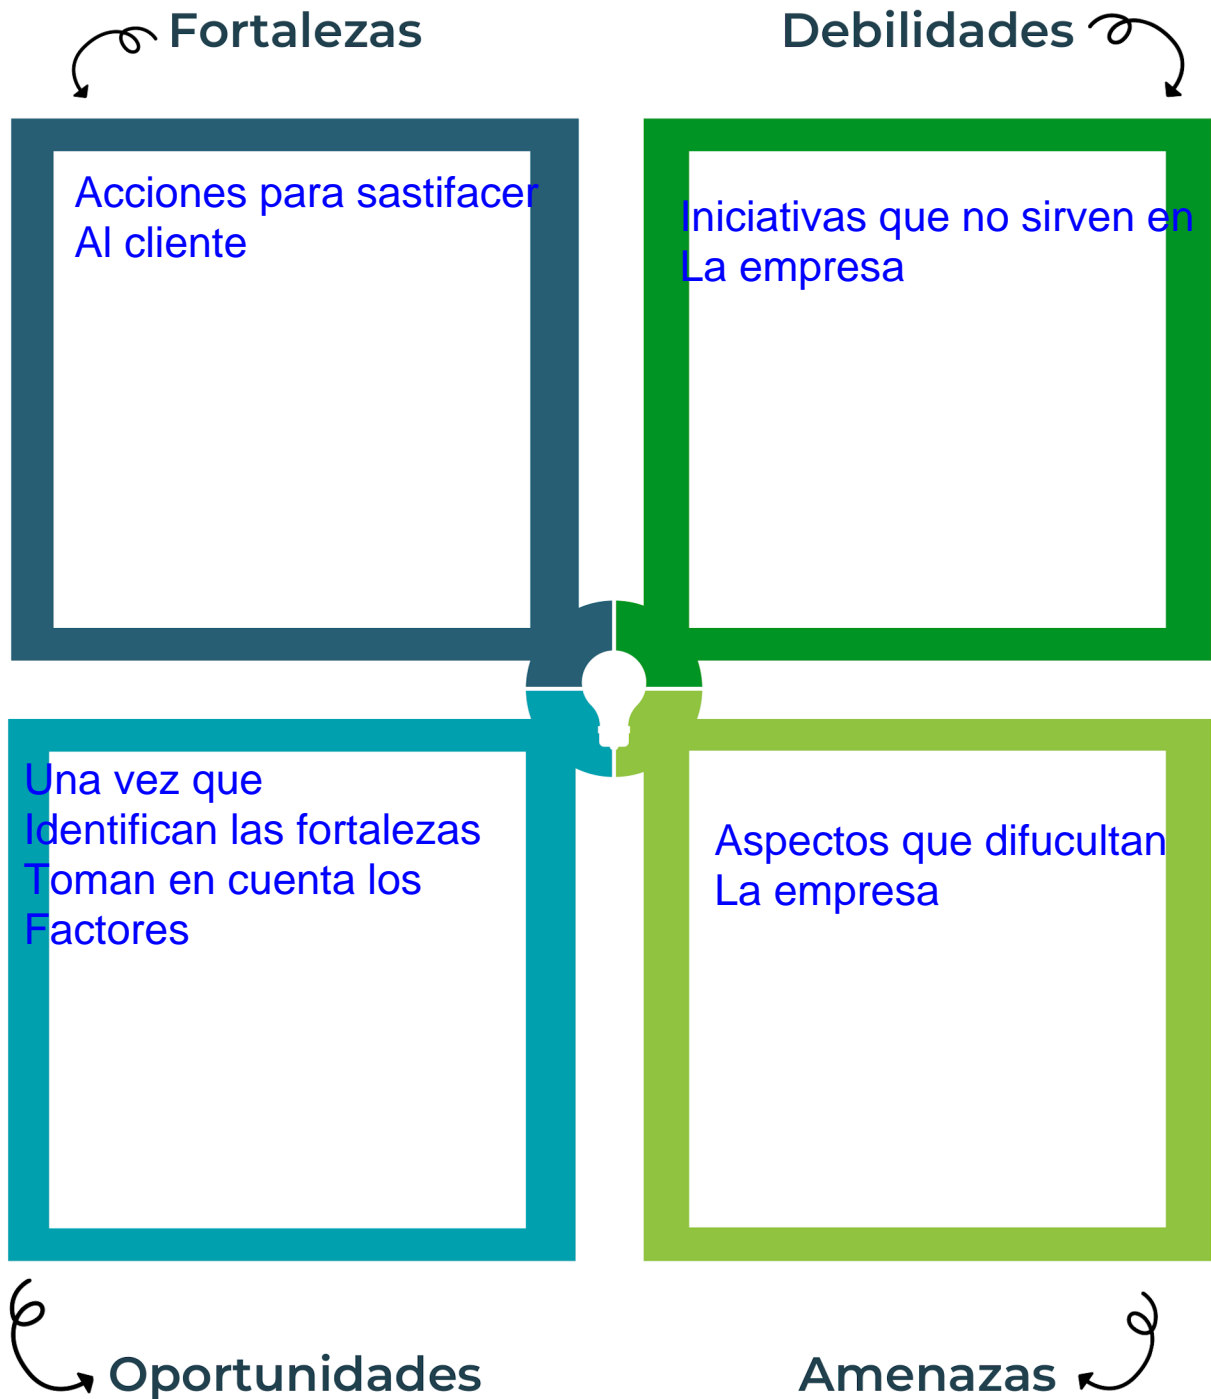 Fortalezas
Debilidades
Acciones para sastifacer
Al cliente
Iniciativas que no sirven en
La empresa
Una vez que
Identifican las fortalezas
Toman en cuenta los
Factores
Aspectos que difucultan
La empresa
Oportunidades
Amenazas